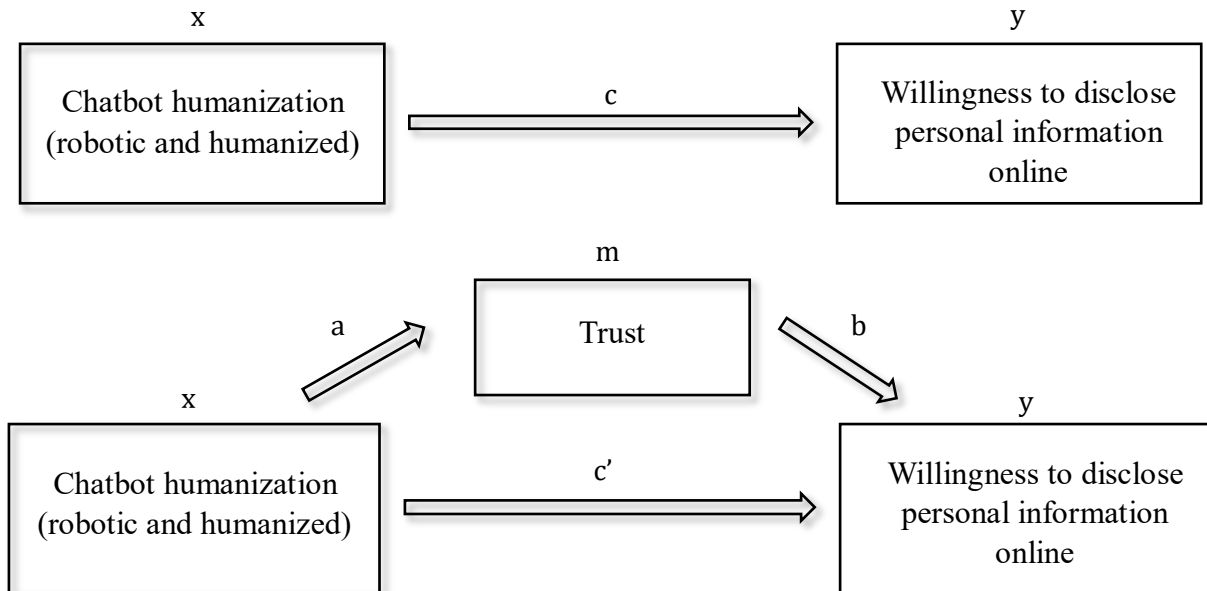 x
y
Chatbot humanization
(robotic and humanized)
c
Willingness to disclose
personal information
online
m
Trust
a
b
x
y
Chatbot humanization
(robotic and humanized)
c’
Willingness to disclose
personal information
online